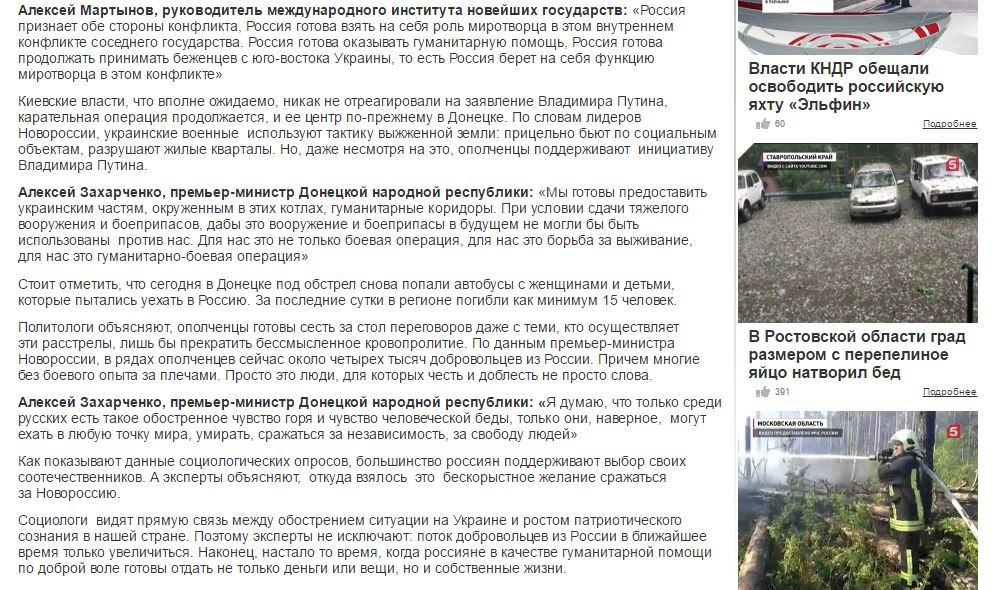 Алексей Мартынов, руководитель международного института новейших государств: «Россия
признает обе стороны конфликта, Россия готова взять на себя роль миротворца в этом внутреннем
конфликте соседнего государства. Россия готова оказывать гуманитарную помощь, Россия готова
продолжать принимать беженцев с юго-востока Украины, то есть Россия берет на себя функцию
миротворца в этом конфликте»
Киевские власти, что вполне ожидаемо, никак не отреагировали на заявление Владимира Путина,
карательная операция продолжается, и ее центр по-прежнему в Донецке. По словам лидеров
Новороссии, украинские военные используют тактику выжженной земли: прицельно бьют по социальным
объектам, разрушают жилые кварталы. Но, даже несмотря на это, ополченцы поддерживают инициативу
Владимира Путина.
Алексей Захарченко, премьер-министр Донецкой народной республики: «Мы готовы предоставить
украинским частям, окруженным в этих котлах, гуманитарные коридоры. При условии сдачи тяжелого
вооружения и боеприпасов, дабы это вооружение и боеприпасы в будущем не могли бы быть
использованы против нас. Для нас это не только боевая операция, для нас это борьба за выживание,
для нас это гуманитарно-боевая операция»
Стоит отметить, что сегодня в Донецке под обстрел снова попали автобусы с женщинами и детьми,
которые пытались уехать в Россию. За последние сутки в регионе погибли как минимум 15 человек.
Политологи объясняют, ополченцы готовы сесть за стол переговоров даже с теми, кто осуществляет
эти расстрелы, лишь бы прекратить бессмысленное кровопролитие. По данным премьер-министра
Новороссии, в рядах ополченцев сейчас около четырех тысяч добровольцев из России. Причем многие
без боевого опыта за плечами. Просто это люди, для которых честь и доблесть не просто слова.
Алексей Захарченко, премьер-министр Донецкой народной республики: «Я думаю, что только среди
русских есть такое обостренное чувство горя и чувство человеческой беды, только они, наверное, могут
ехать в любую точку мира, умирать, сражаться за независимость, за свободу людей»
Как показывают данные социологических опросов, большинство россиян поддерживают выбор своих
соотечественников. А эксперты объясняют, откуда взялось это бескорыстное желание сражаться
за Новороссию.
Социологи видят прямую связь между обострением ситуации на Украине и ростом патриотического
сознания в нашей стране. Поэтому эксперты не исключают: поток добровольцев из России в ближайшее
время только увеличиться. Наконец, настало то время, когда россияне в качестве гуманитарной помощи
по доброй воле готовы отдать не только деньги или вещи, но и собственные жизни.
Власти КНДР обещали
освободить российскую
яхту «Эльфин»
60
Подробнее
СТАВРОПОЛЬСКИЙ КРАЙ
ВИДЕО С САЙТА YOUTUBE.COM
5
В Ростовской области град
размером с перепелиное
яйцо натворил бед
391
Подробнее
МОСКОВСКАЯ ОБЛАСТЬ
ВИДЕО ПРЕДОСТАВЛЕНО МЧС РОССИИ
5